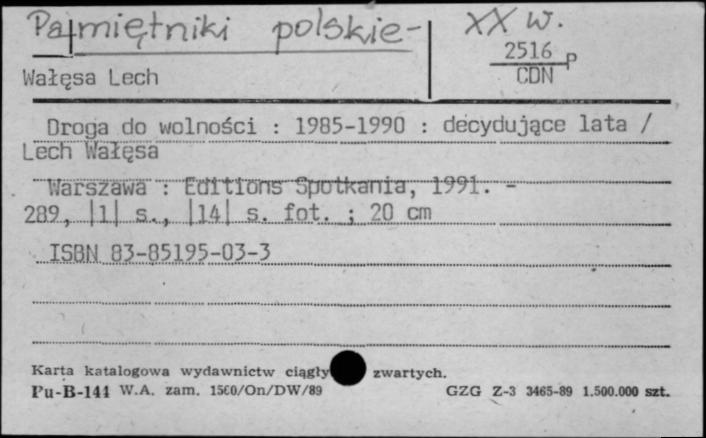 Pamiętniki polskie - XX w.
2516 P
CDN
Wałęsa Lech
Droga do wolności : 1985-1990 : decydujące lata /
Lech Wałęsa
Warszawa : Editions Spotkania, 1991. -
289, |1| s., |14| s. fot. ; 20 cm
ISBN 83-85195-03-3
Karta katalogowa wydawnictw ciągły zwartych.
Pu-B-144 W.A. zam. 1560/On/DW/89 GZG Z-3 3465-89 1.500.000 szt.